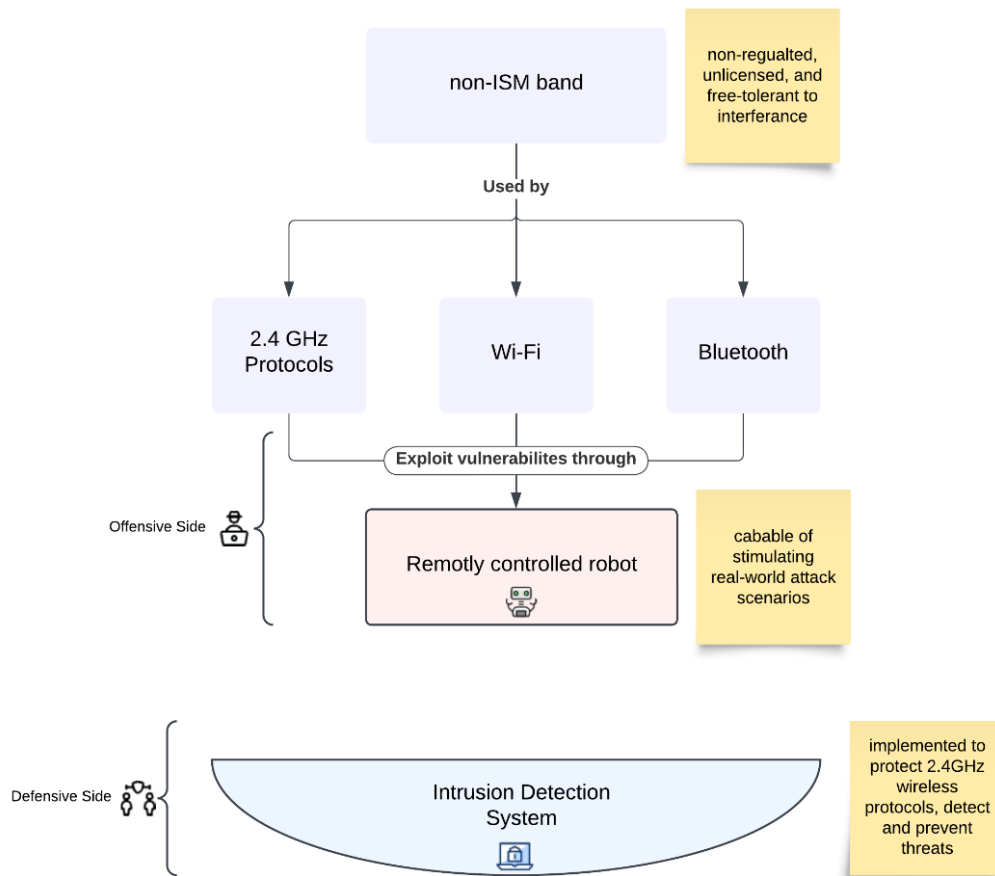 non-ISM band
non-regualted,
unlicensed, and
free-tolerant to
interferance
Used by
2.4 GHz
Protocols
Wi-Fi
Bluetooth
Exploit vulnerabilites through
Offensive Side
Remotly controlled robot
cabable of
stimulating
real-world attack
scenarios
Defensive Side
Intrusion Detection
System
implemented to
protect 2.4GHz
wireless
protocols, detect
and prevent
threats